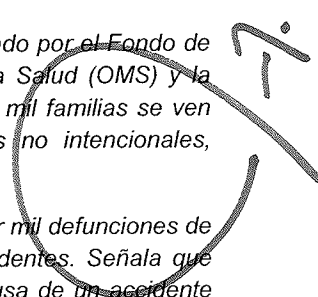 do por el Fondo de
Salud (OMS) y la
mil familias se ven
no intencionales,
mil defunciones de
dentes. Señala que
usa de un accidente